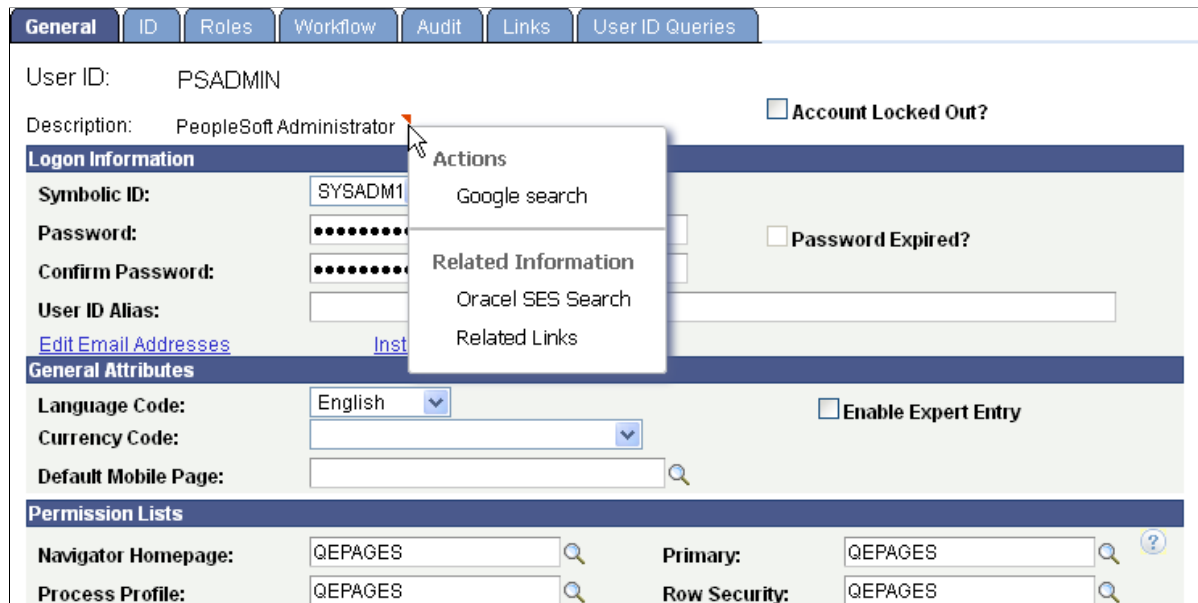 General ID Roles Workflow Audit Links User ID Queries
User ID: PSADMIN
Account Locked Out?
Description: PeopleSoft Administrator
Actions
Logon Information
Symbolic ID: SYSADM1 Google search
Password: Password Expired?
Related Information
Confirm Password:
Oracel SES Search
User ID Alias:
Related Links
Edit Email Addresses Inst
General Attributes
Language Code: English Enable Expert Entry
Currency Code:
Default Mobile Page:
Permission Lists
Navigator Homepage: QEPAGES Primary: QEPAGES
Process Profile: QEPAGES Row Security: QEPAGES